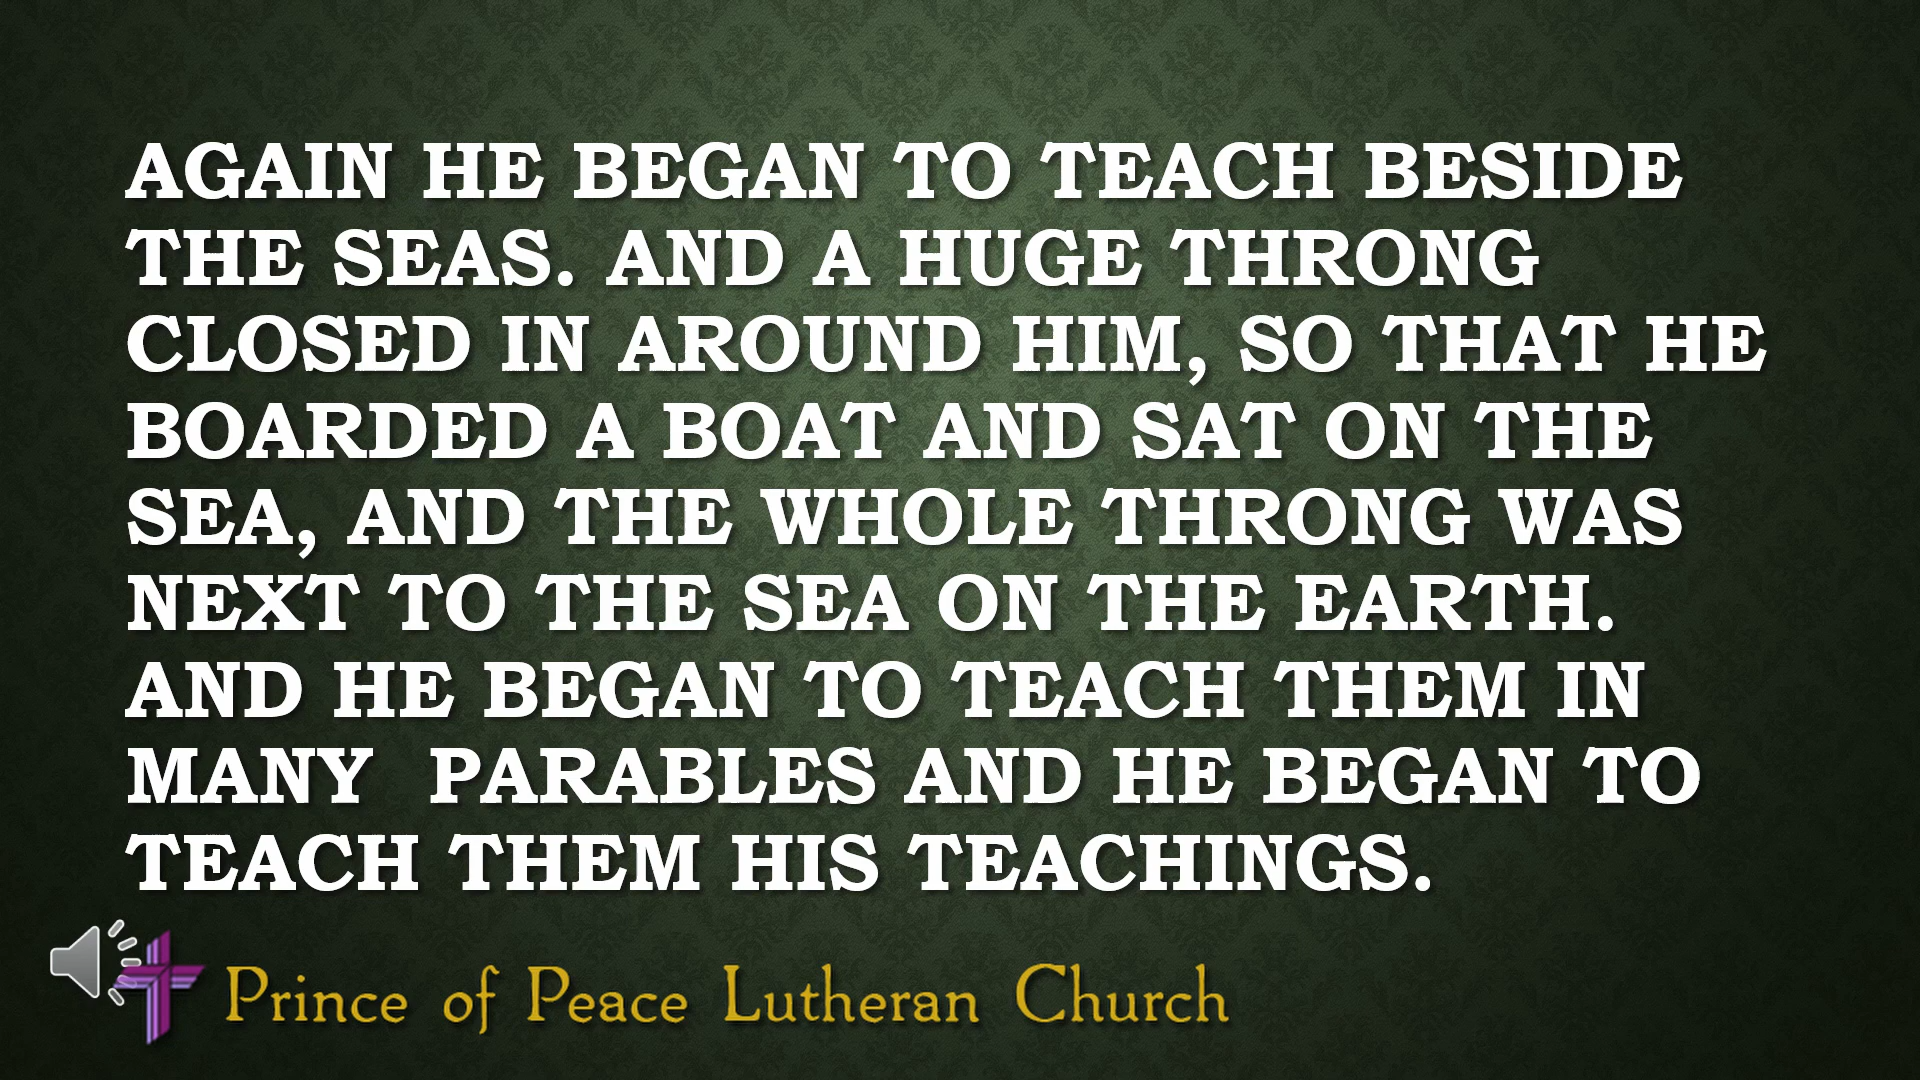 AGAIN HE BEGAN TO TEACH BESIDE
THE SEAS. AND A HUGE THRONG
CLOSED IN AROUND HIM, SO THAT HE
BOARDED A BOAT AND SAT ON THE
SEA, AND THE WHOLE THRONG WAS
NEXT TO THE SEA ON THE EARTH.
AND HE BEGAN TO TEACH THEM IN
MANY  PARABLES AND HE BEGAN TO
TEACH THEM HIS TEACHINGS.
Prince of Peace Lutheran Church